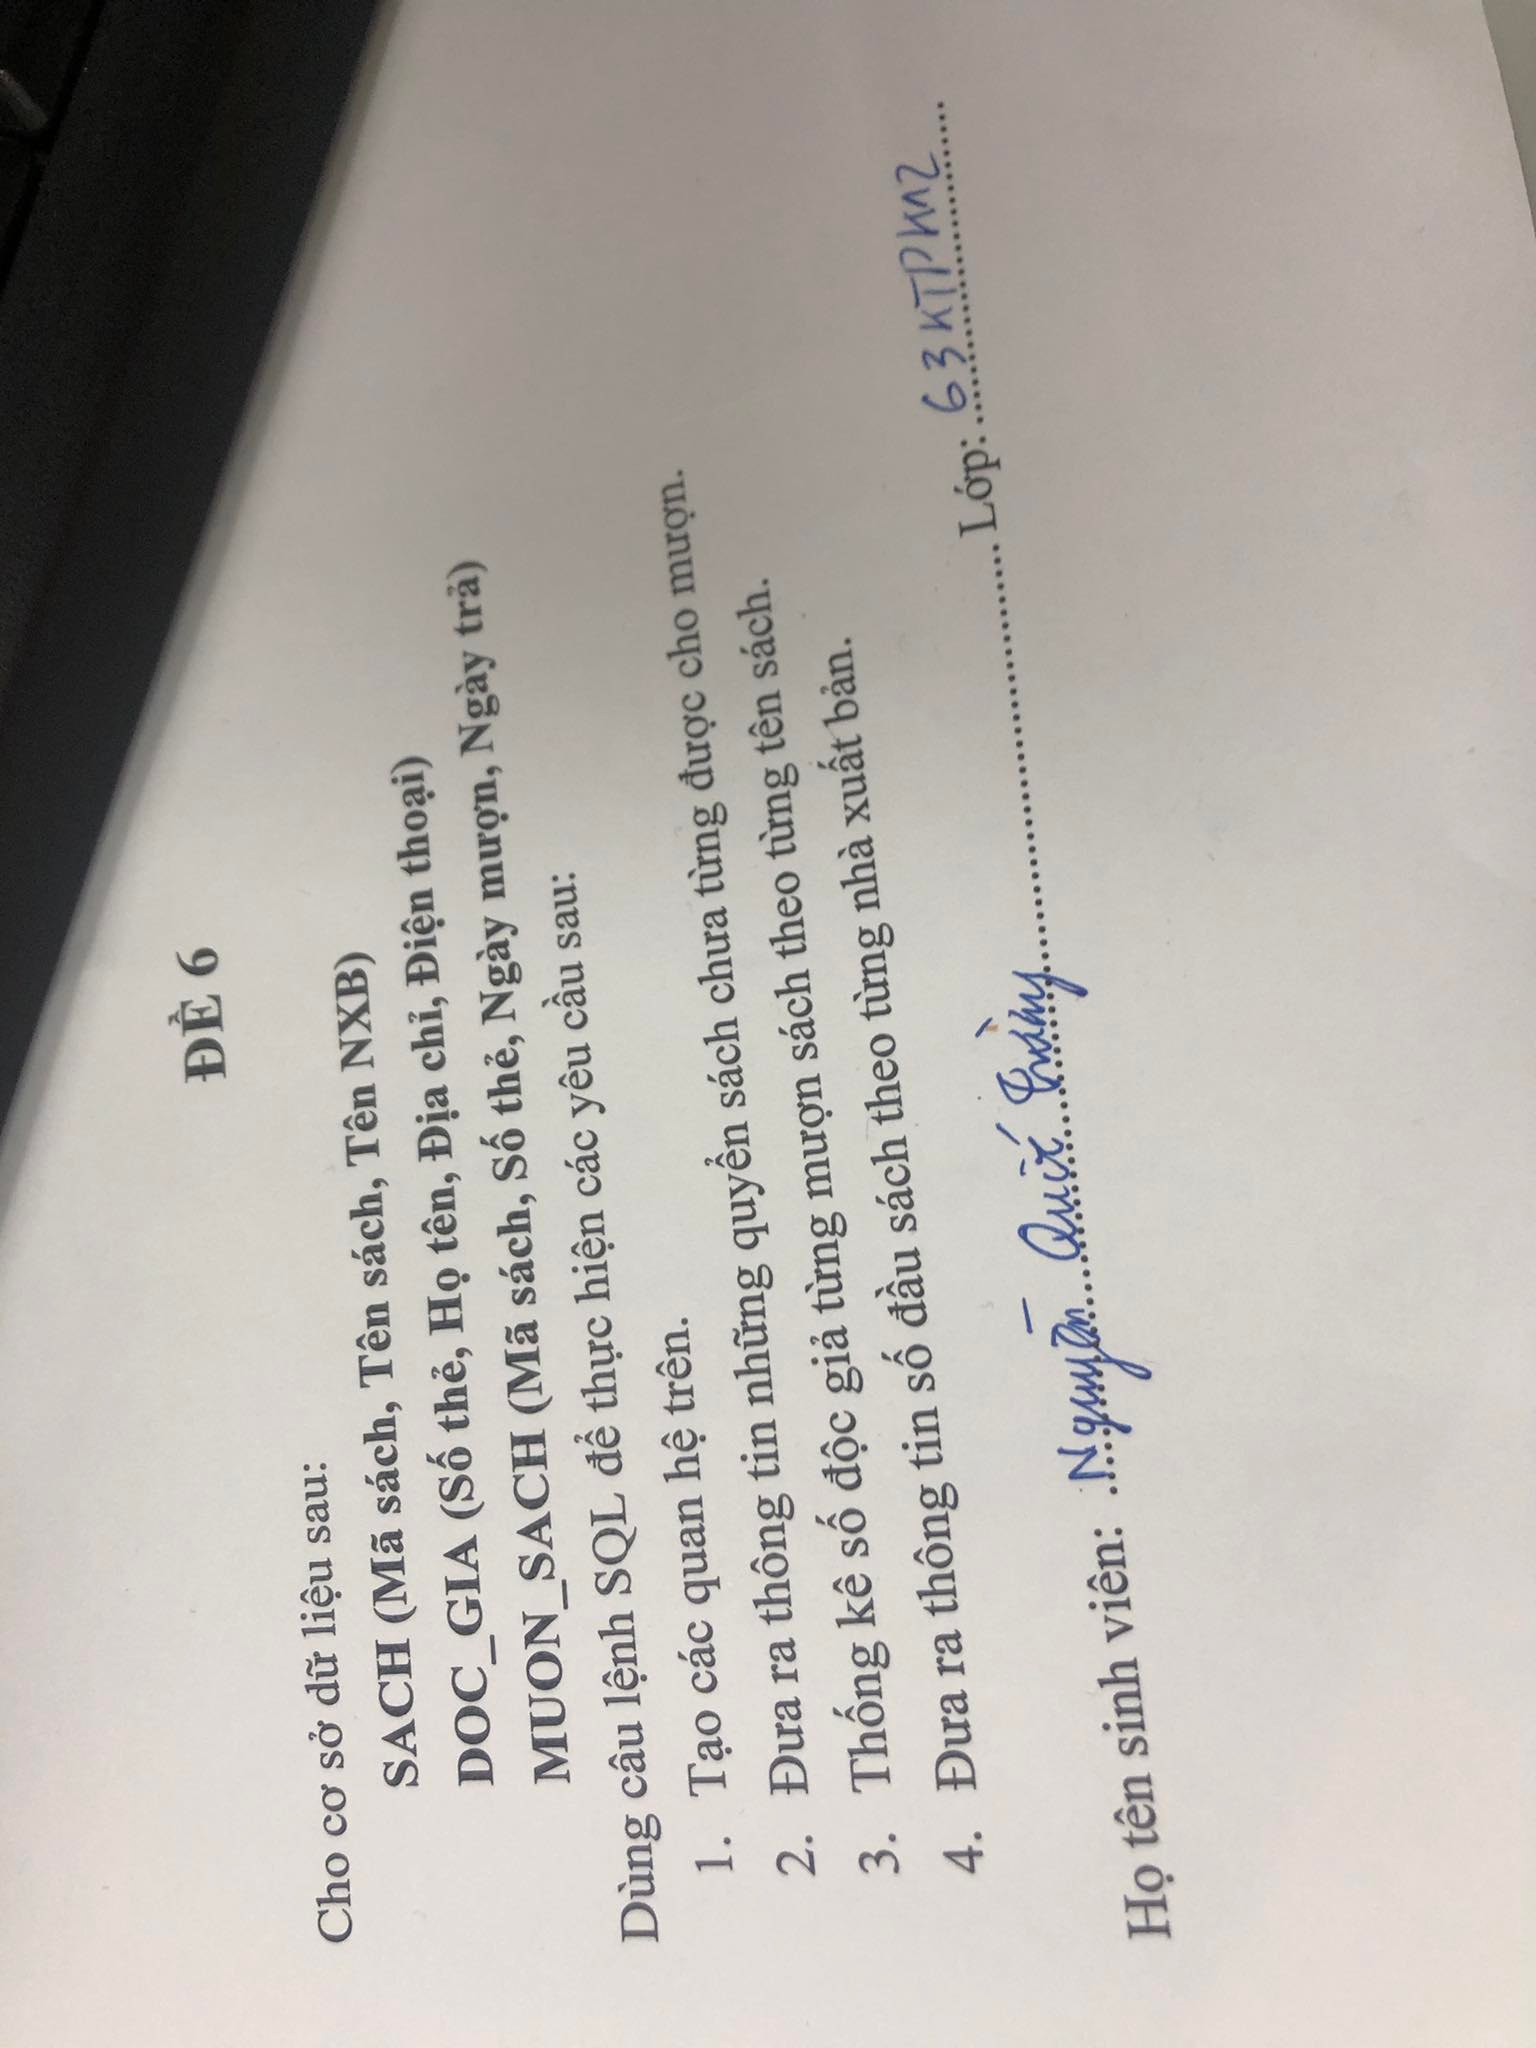 ĐỀ 6
Cho cơ sở dữ liệu sau:
SACH (Mã sách, Tên sách, Tên NXB)
DOC_GIA (Số thẻ, Họ tên, Địa chỉ, Điện thoại)
MUON_SACH (Mã sách, Số thẻ, Ngày mượn, Ngày trả)
Dùng câu lệnh SQL để thực hiện các yêu cầu sau:
1. Tạo các quan hệ trên.
2. Đưa ra thông tin những quyển sách chưa từng được cho mượn.
3. Thống kê số độc giả từng mượn sách theo từng tên sách.
4. Đưa ra thông tin số đầu sách theo từng nhà xuất bản.
Họ tên sinh viên: Nguyễn Quốc Lớp: 63KTPM2